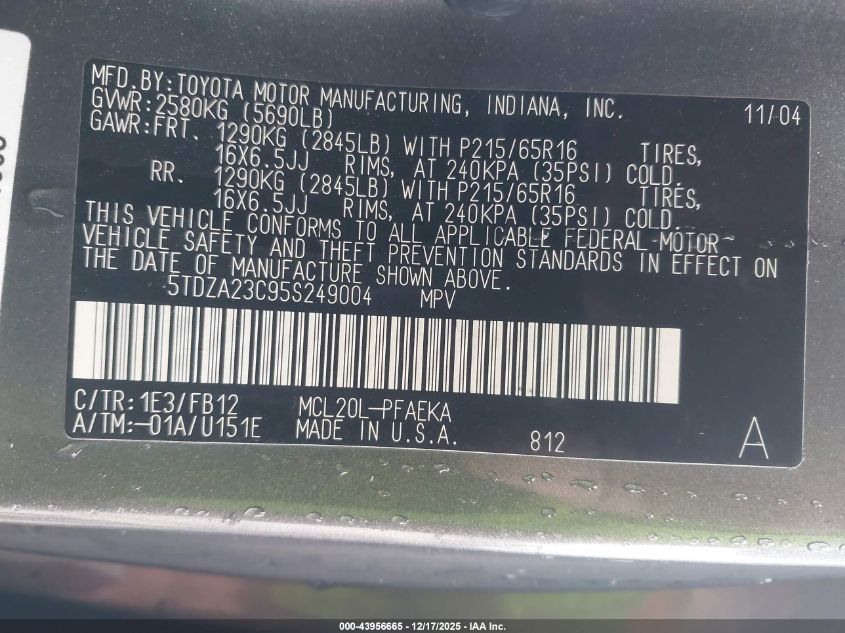 MFD. BY: TOYOTA MOTOR MANUFACTURING, INDIANA, INC. 11/04
GVWR: 2580KG (5690LB)
GAWR: FRT. 1290KG (2845LB) WITH P215/65R16 TIRES,
16X6.5JJ RIMS, AT 240KPA (35PSI) COLD.
RR. 1290KG (2845LB) WITH P215/65R16 TIRES,
16X6.5JJ RIMS, AT 240KPA (35PSI) COLD.
THIS VEHICLE CONFORMS TO ALL APPLICABLE FEDERAL MOTOR
VEHICLE SAFETY AND THEFT PREVENTION STANDARDS IN EFFECT ON
THE DATE OF MANUFACTURE SHOWN ABOVE.
5TDZA23C95S249004 MPV
C/TR: 1E3/FB12 MCL20L-PFAEKA
A/TM:-01A/U151E MADE IN U.S.A. 812 A
000-43956665 - 12/17/2025 - IAA Inc.